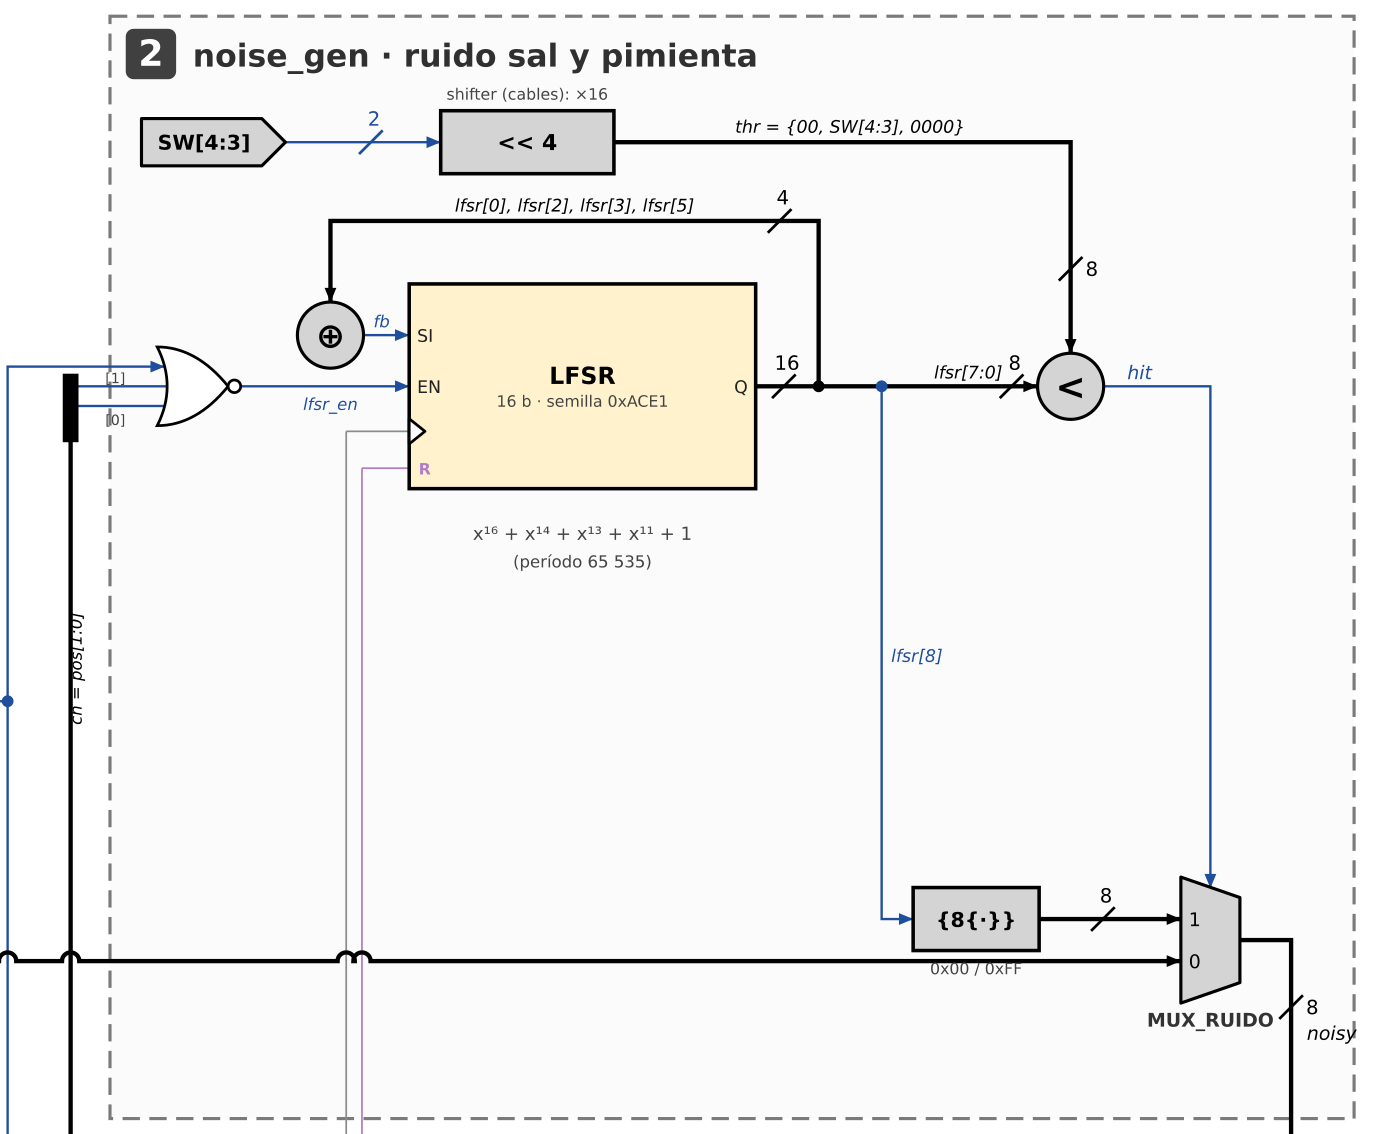 2 noise_gen · ruido sal y pimienta
shifter (cables): ×16
SW[4:3]
2
<< 4
thr = {00, SW[4:3], 0000}
8
lfsr[0], lfsr[2], lfsr[3], lfsr[5]
4
⊕
fb
SI
LFSR
16 b · semilla 0xACE1
EN
Q
R
16
lfsr[7:0]
8
<
hit
[1]
[0]
lfsr_en
x¹⁶ + x¹⁴ + x¹³ + x¹¹ + 1
(período 65 535)
cn = pos[1:0]
lfsr[8]
{8{·}}
0x00 / 0xFF
8
1
0
MUX_RUIDO
8
noisy